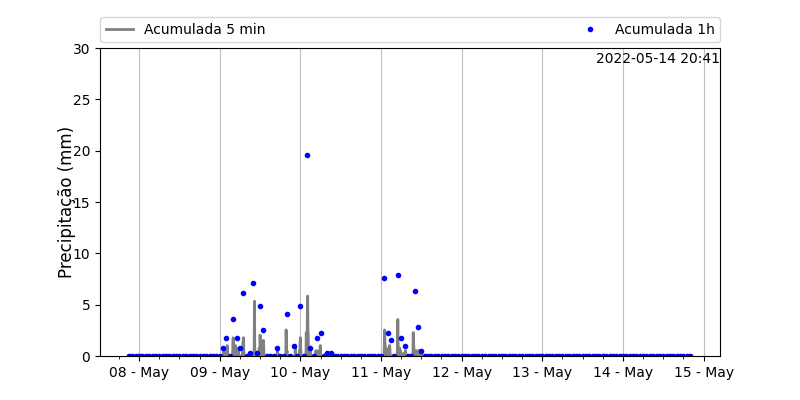 Acumulada 5 min Acumulada 1h
2022-05-14 20:41
Precipitação (mm)
30
25
20
15
10
5
0
08 - May 09 - May 10 - May 11 - May 12 - May 13 - May 14 - May 15 - May